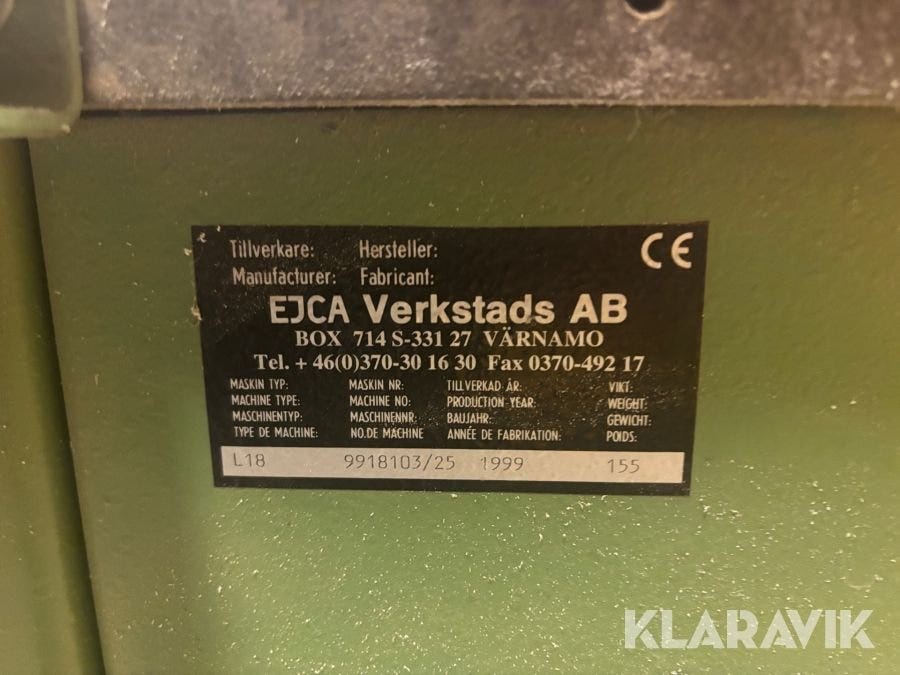 Tillverkare: Hersteller:
Manufacturer: Fabricant:
CE
EJCA Verkstads AB
BOX 714 S-331 27 VÄRNAMO
Tel. + 46(0)370-30 16 30 Fax 0370-492 17
MASKIN TYP: MASKIN NR: TILLVERKAD ÅR: VIKT:
MACHINE TYPE: MACHINE NO: PRODUCTION YEAR: WEIGHT:
MASCHINENTYP: MASCHINENNR: BAUJAHR: GEWICHT:
TYPE DE MACHINE: NO.DE MACHINE ANNÉE DE FABRIKATION: POIDS:
L18 9918103/25 1999 155
KLARAVIK